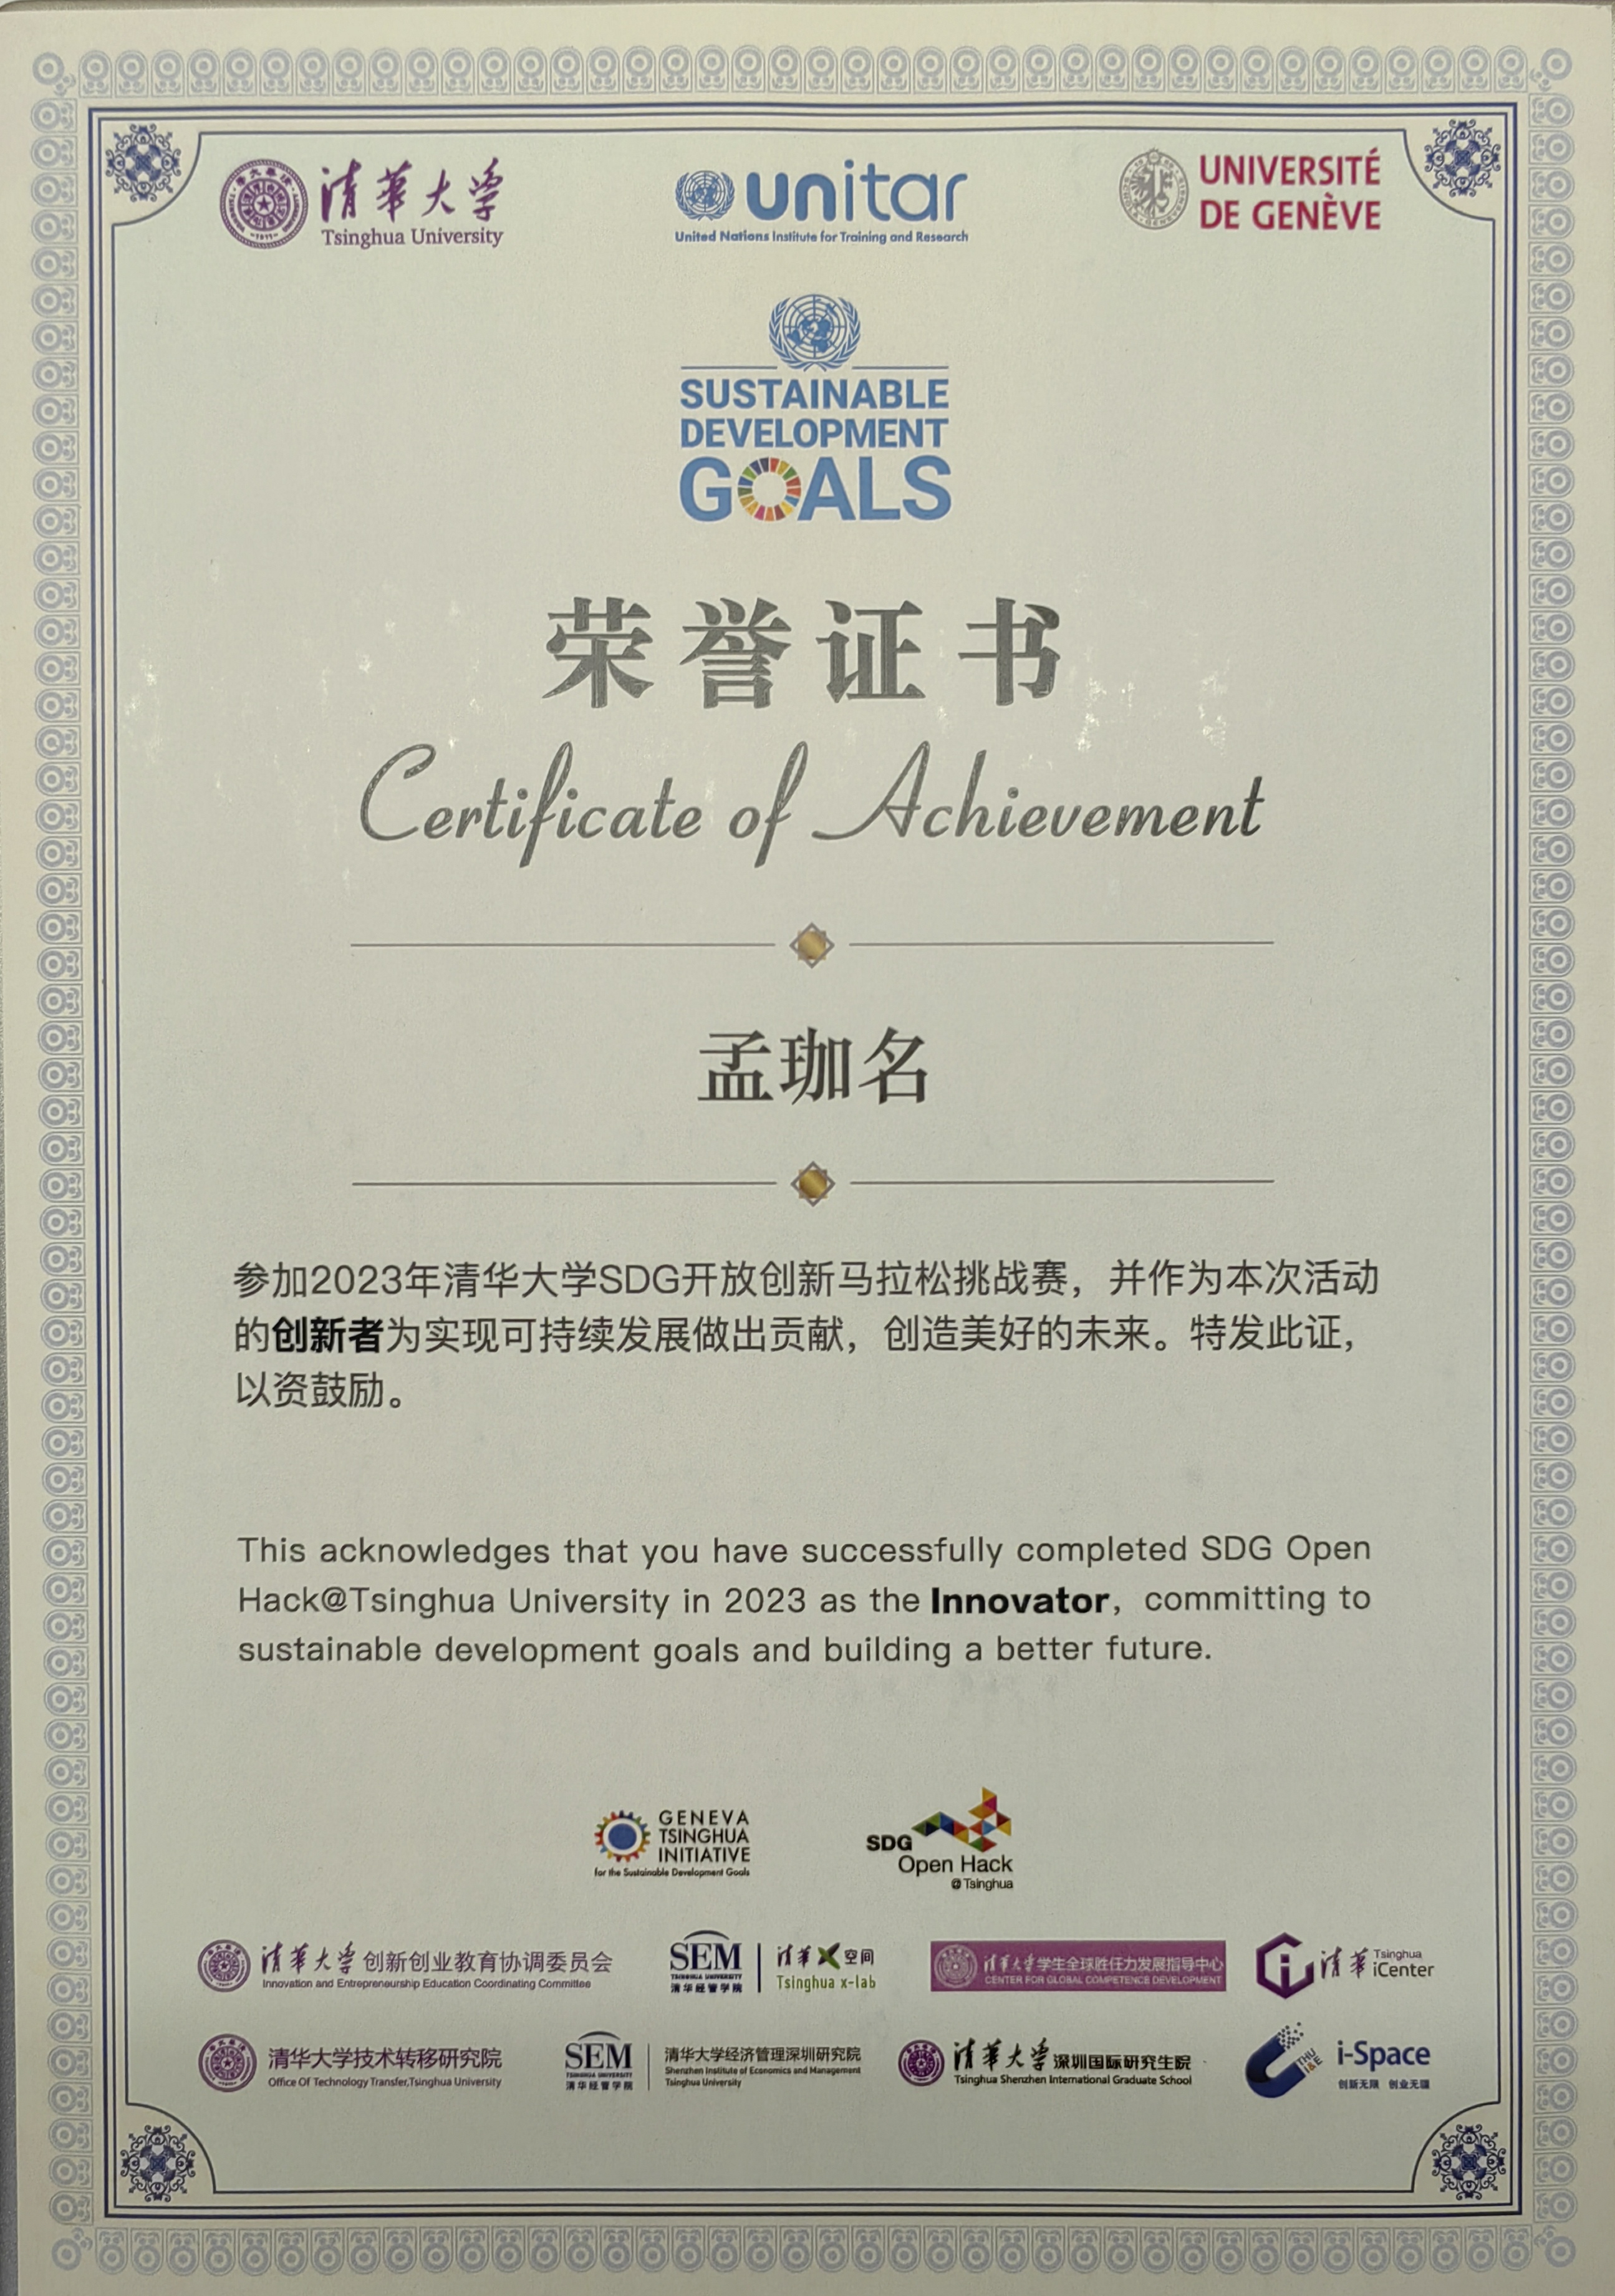 清華大学
Tsinghua University
unitar
United Nations Institute for Training and Research
UNIVERSITÉ
DE GENÈVE
SUSTAINABLE
DEVELOPMENT
GOALS
荣誉证书
Certificate of Achievement
孟珈名
参加2023年清华大学SDG开放创新马拉松挑战赛，并作为本次活动
的创新者为实现可持续发展做出贡献，创造美好的未来。特发此证，
以资鼓励。
This acknowledges that you have successfully completed SDG Open
Hack@Tsinghua University in 2023 as the Innovator，committing to
sustainable development goals and building a better future.
GENEVA
TSINGHUA
INITIATIVE
for the Sustainable Development Goals
SDG
Open Hack
@Tsinghua
清華大学创新创业教育协调委员会
Innovation and Entrepreneurship Education Coordinating Committee
SEM
TSINGHUA UNIVERSITY
清华经管学院
清華X空间
Tsinghua x-lab
清華大学学生全球胜任力发展指导中心
CENTER FOR GLOBAL COMPETENCE DEVELOPMENT
清華
Tsinghua
iCenter
清华大学技术转移研究院
Office Of Technology Transfer,Tsinghua University
SEM
TSINGHUA UNIVERSITY
清华经管学院
清华大学经济管理深圳研究院
Shenzhen Institute of Economics and Management
Tsinghua University
清華大学深圳国际研究生院
Tsinghua Shenzhen International Graduate School
THU
I&E
i-Space
创新无限 创业无疆